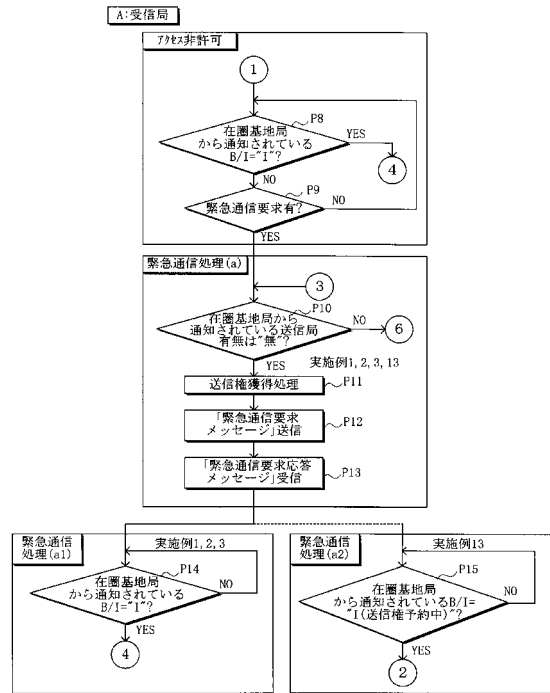 A:受信局
アクセス非許可
1
P8
在圏基地局
から通知されている
B/I="I"?
YES
4
NO
P9
緊急通信要求有?
NO
YES
緊急通信処理(a)
3
P10
在圏基地局から
通知されている送信局
有無は"無"?
NO
6
YES
実施例1,2,3,13
送信権獲得処理
P11
「緊急通信要求
メッセージ」送信
P12
「緊急通信要求応答
メッセージ」受信
P13
緊急通信
処理(a1)
実施例1,2,3
P14
在圏基地局
から通知されている
B/I="I"?
NO
YES
4
緊急通信
処理(a2)
実施例13
P15
在圏基地局
から通知されているB/I=
"I(送信権予約中)"?
NO
YES
2